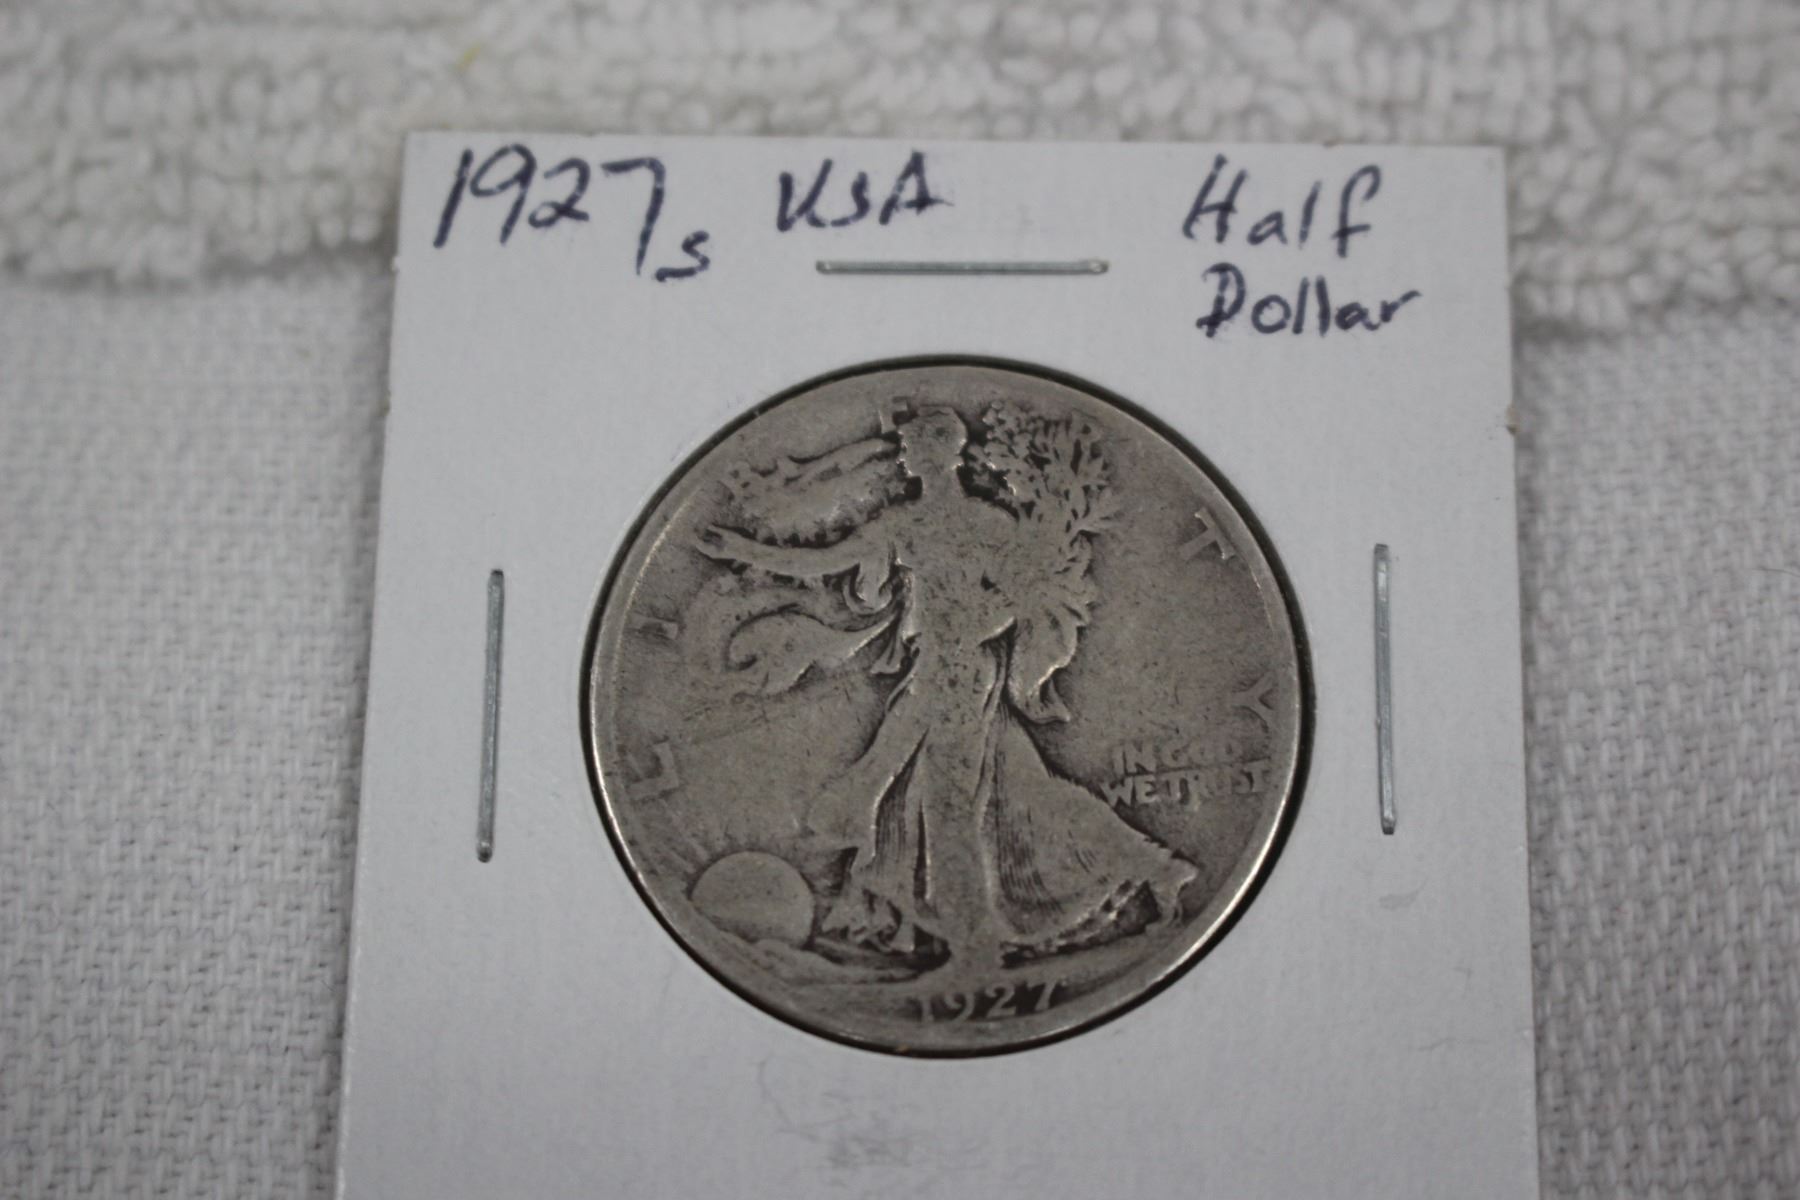 1927s USA Half
Dollar
LIBERTY
IN GOD
WE TRUST
1927